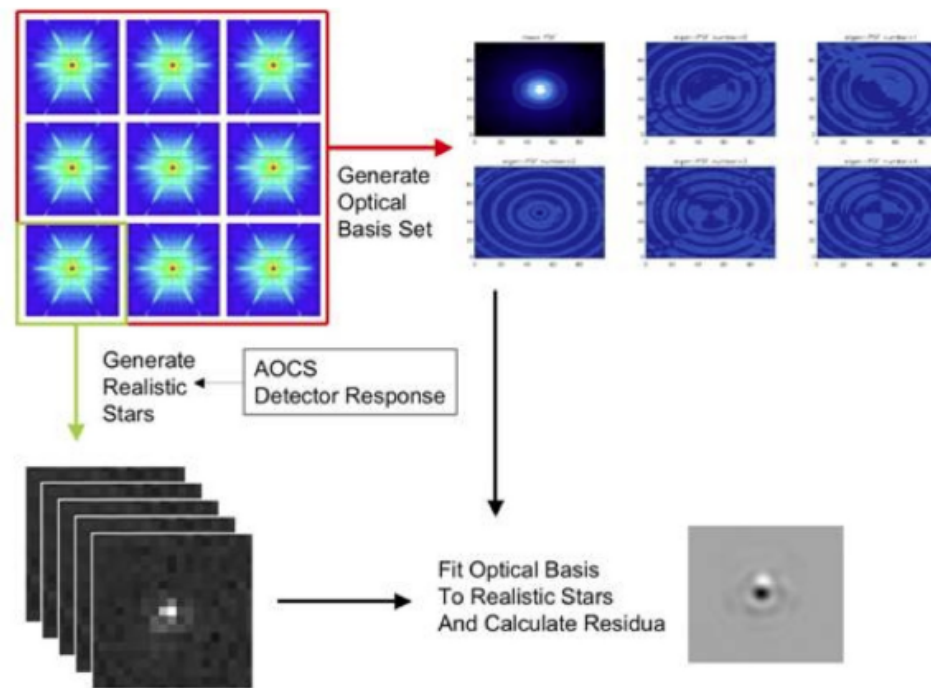 Generate
Optical
Basis Set
Generate
Realistic
Stars
AOCS
Detector Response
Fit Optical Basis
To Realistic Stars
And Calculate Residua